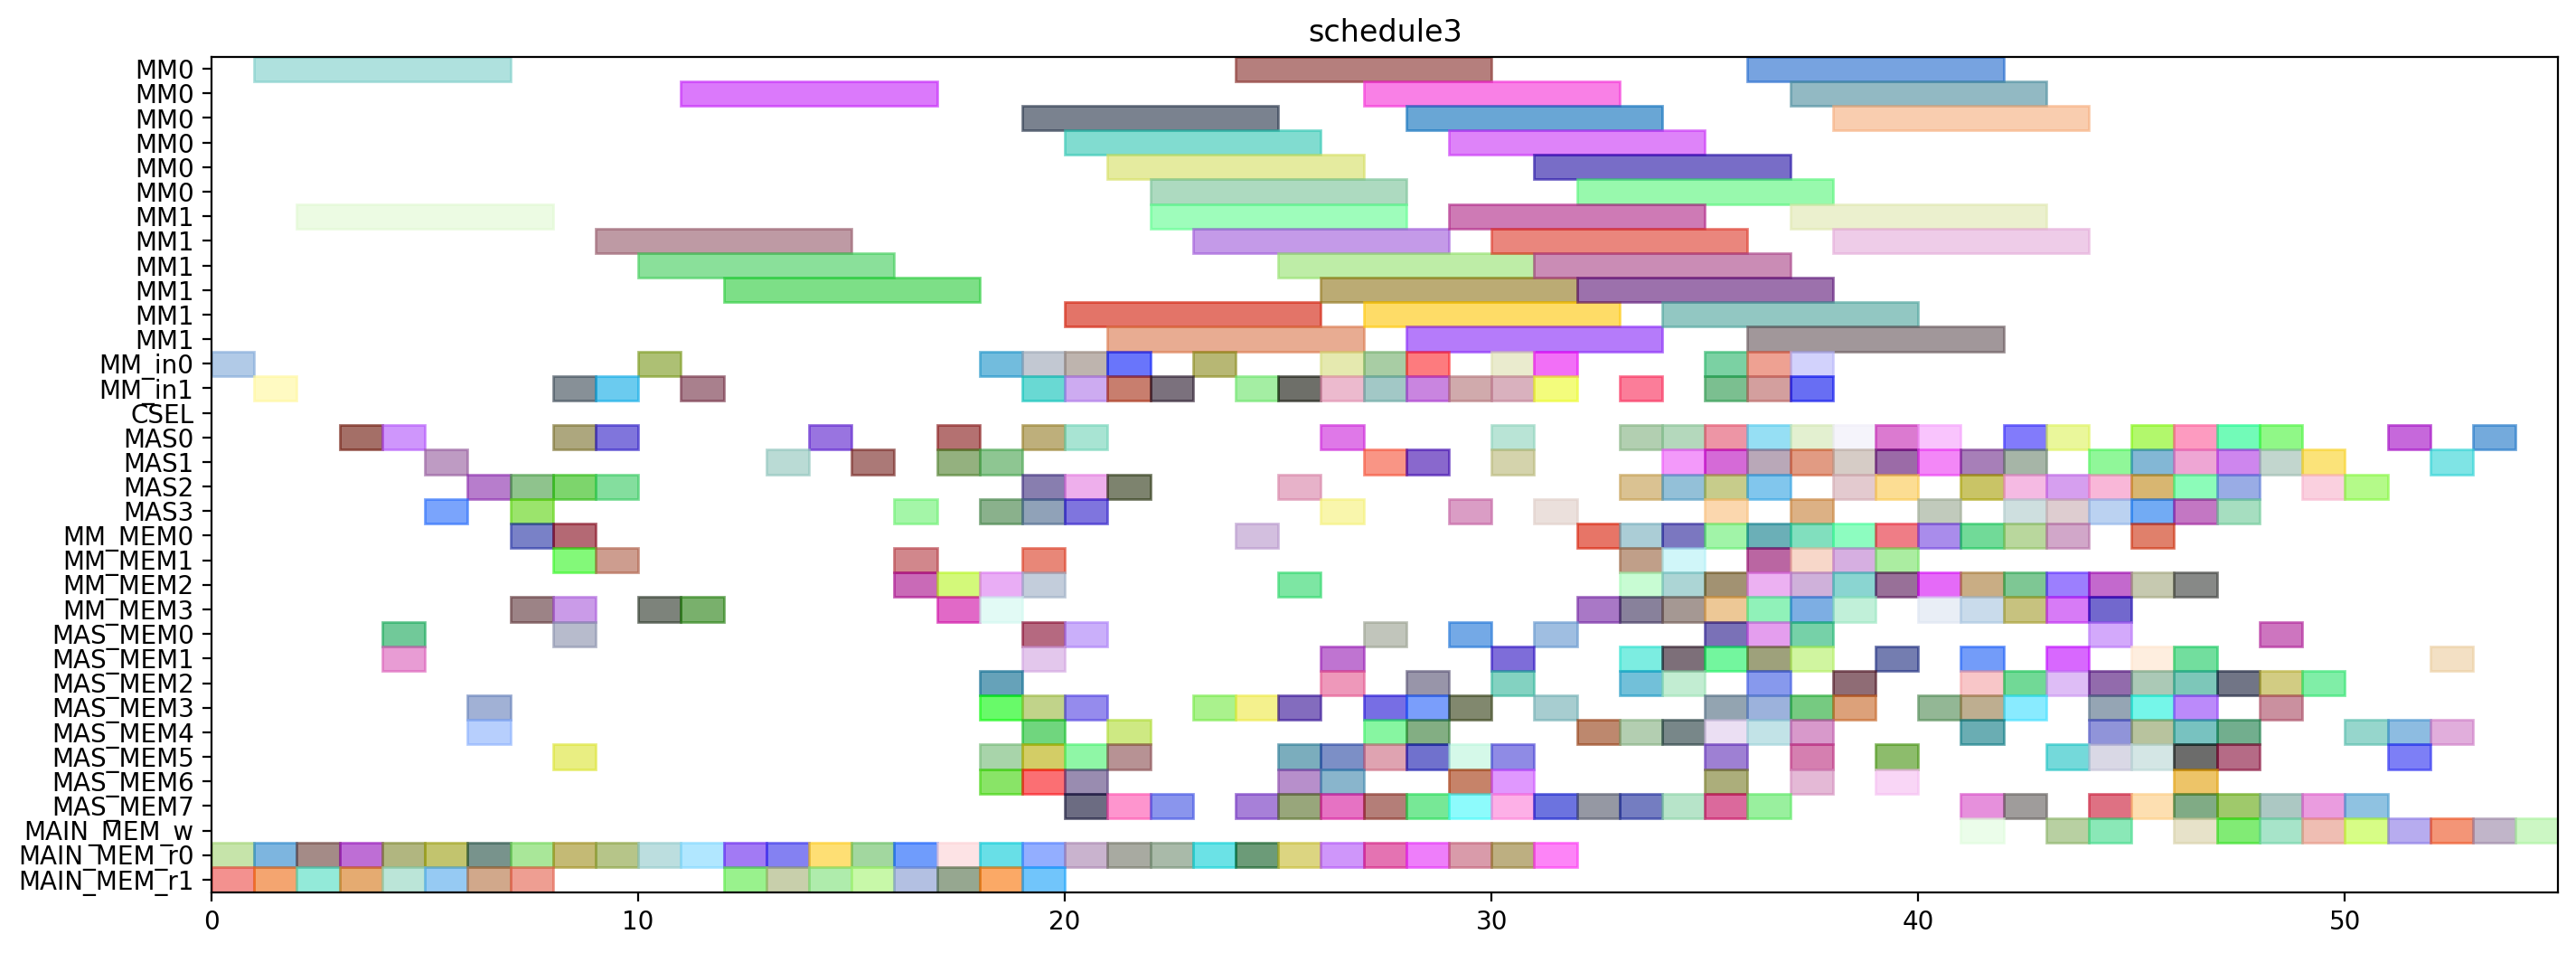 schedule3
MM0
MM0
MM0
MM0
MM0
MM0
MM1
MM1
MM1
MM1
MM1
MM1
MM_in0
MM_in1
CSEL
MAS0
MAS1
MAS2
MAS3
MM_MEM0
MM_MEM1
MM_MEM2
MM_MEM3
MAS_MEM0
MAS_MEM1
MAS_MEM2
MAS_MEM3
MAS_MEM4
MAS_MEM5
MAS_MEM6
MAS_MEM7
MAIN_MEM_w
MAIN_MEM_r0
MAIN_MEM_r1
0 10 20 30 40 50